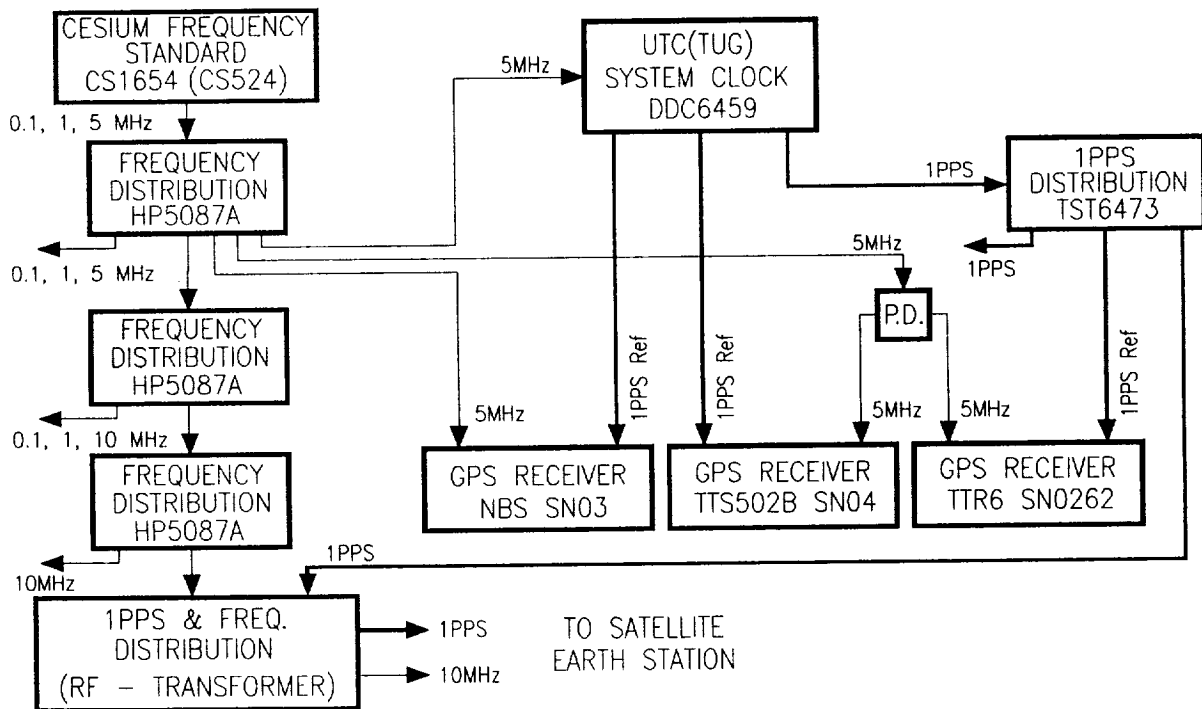 CESIUM FREQUENCY
STANDARD
CS1654 (CS524)
0.1, 1, 5 MHz
FREQUENCY
DISTRIBUTION
HP5087A
0.1, 1, 5 MHz
FREQUENCY
DISTRIBUTION
HP5087A
0.1, 1, 10 MHz
FREQUENCY
DISTRIBUTION
HP5087A
10MHz
1PPS & FREQ.
DISTRIBUTION
(RF - TRANSFORMER)
1PPS
1PPS
10MHz
TO SATELLITE
EARTH STATION
5MHz
UTC(TUG)
SYSTEM CLOCK
DDC6459
1PPS
1PPS
DISTRIBUTION
TST6473
1PPS
5MHz
P.D.
5MHz
1PPS Ref
1PPS Ref
5MHz
5MHz
1PPS Ref
GPS RECEIVER
NBS SN03
GPS RECEIVER
TTS502B SN04
GPS RECEIVER
TTR6 SN0262